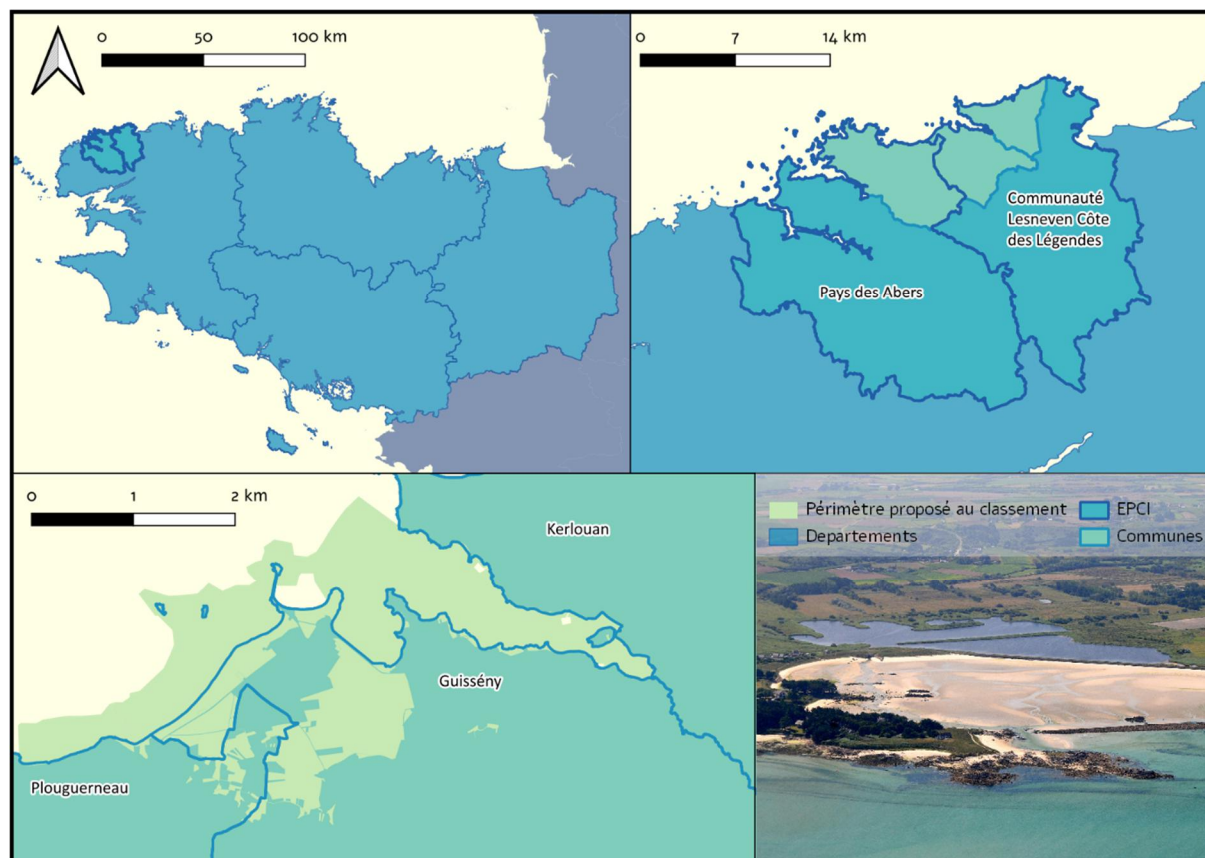 0 50 100 km
0 7 14 km
Communauté
Lesneven Côte
des Légendes
Pays des Abers
0 1 2 km
Kerlouan
Guissény
Plouguerneau
Périmètre proposé au classement
Departements
EPCI
Communes